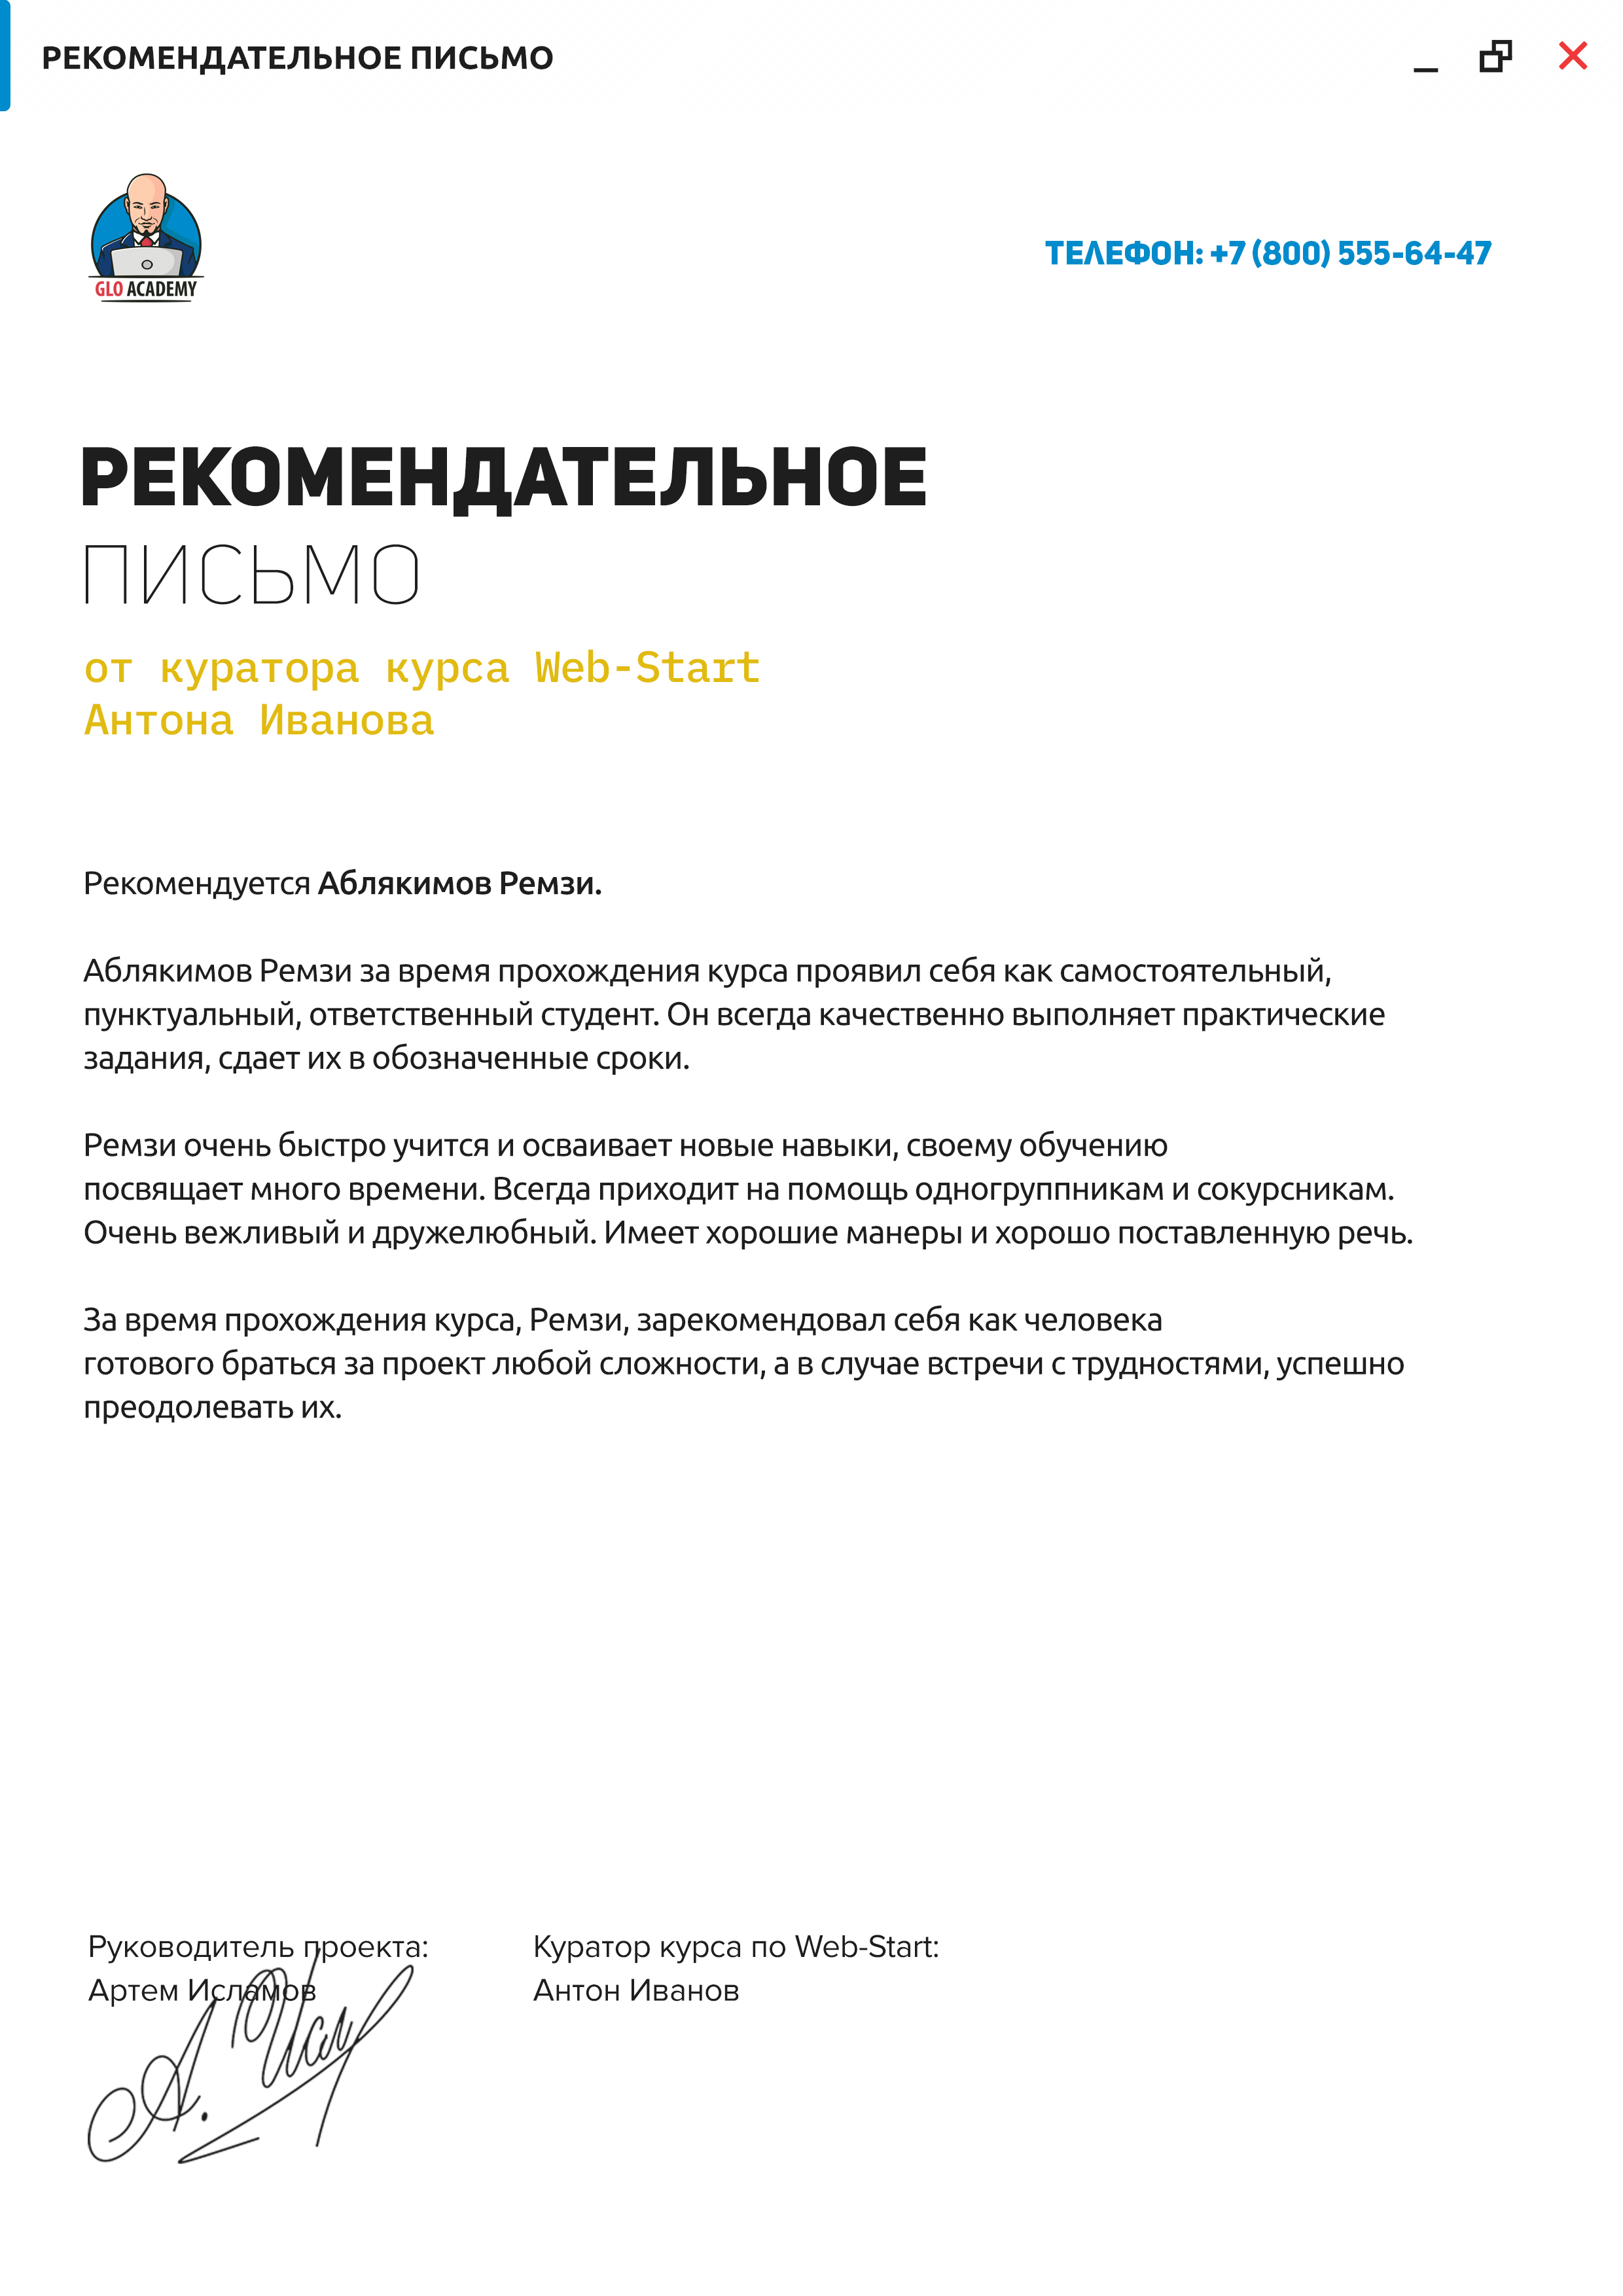 РЕКОМЕНДАТЕЛЬНОЕ ПИСЬМО
GLO ACADEMY
ТЕЛЕФОН: +7 (800) 555-64-47
РЕКОМЕНДАТЕЛЬНОЕ
ПИСЬМО
от куратора курса Web-Start
Антона Иванова
Рекомендуется Аблякимов Ремзи.
Аблякимов Ремзи за время прохождения курса проявил себя как самостоятельный,
пунктуальный, ответственный студент. Он всегда качественно выполняет практические
задания, сдает их в обозначенные сроки.
Ремзи очень быстро учится и осваивает новые навыки, своему обучению
посвящает много времени. Всегда приходит на помощь одногруппникам и сокурсникам.
Очень вежливый и дружелюбный. Имеет хорошие манеры и хорошо поставленную речь.
За время прохождения курса, Ремзи, зарекомендовал себя как человека
готового браться за проект любой сложности, а в случае встречи с трудностями, успешно
преодолевать их.
Руководитель проекта:
Артем Исламов
Куратор курса по Web-Start:
Антон Иванов